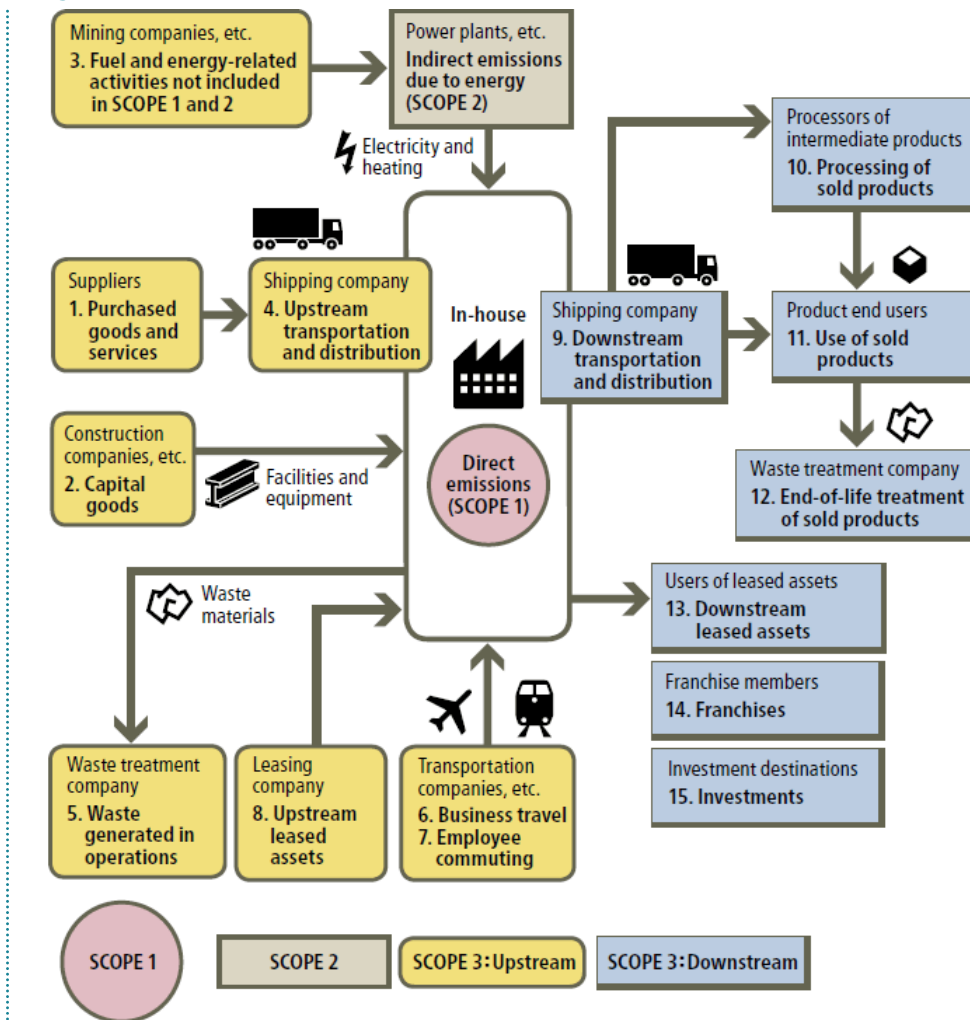 Mining companies, etc.
3. Fuel and energy-related
activities not included
in SCOPE 1 and 2
Power plants, etc.
Indirect emissions
due to energy
(SCOPE 2)
Electricity and
heating
Processors of
intermediate products
10. Processing of
sold products
Suppliers
1. Purchased
goods and
services
Shipping company
4. Upstream
transportation
and distribution
In-house
Shipping company
9. Downstream
transportation
and distribution
Product end users
11. Use of sold
products
Construction
companies, etc.
2. Capital
goods
Facilities and
equipment
Direct
emissions
(SCOPE 1)
Waste treatment company
12. End-of-life treatment
of sold products
Waste
materials
Users of leased assets
13. Downstream
leased assets
Franchise members
14. Franchises
Investment destinations
15. Investments
Waste treatment
company
5. Waste
generated in
operations
Leasing
company
8. Upstream
leased
assets
Transportation
companies, etc.
6. Business travel
7. Employee
commuting
SCOPE 1
SCOPE 2
SCOPE 3:Upstream
SCOPE 3:Downstream